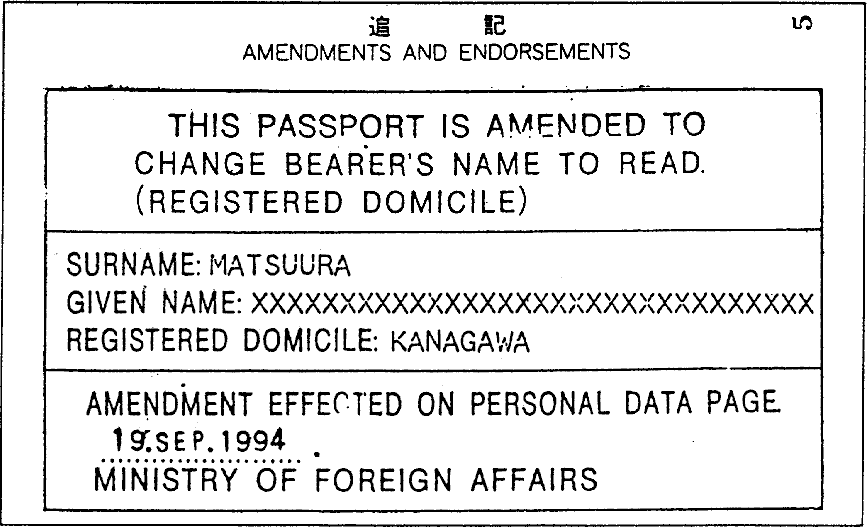 追記
5
AMENDMENTS AND ENDORSEMENTS
THIS PASSPORT IS AMENDED TO
CHANGE BEARER'S NAME TO READ.
(REGISTERED DOMICILE)
SURNAME: MATSUURA
GIVEN NAME: XXXXXXXXXXXXXXXXXXXXXXXXXXXXXXXXXX
REGISTERED DOMICILE: KANAGAWA
AMENDMENT EFFECTED ON PERSONAL DATA PAGE
19.SEP.1994
MINISTRY OF FOREIGN AFFAIRS